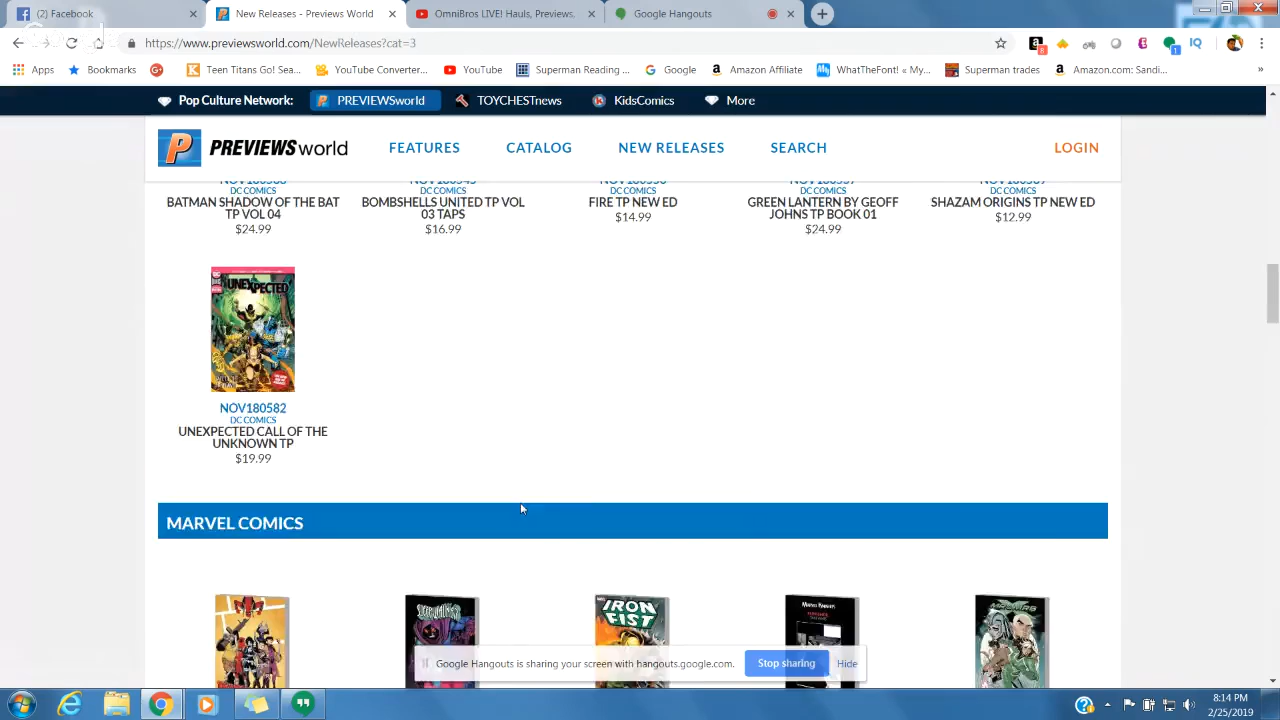 (2) Facebook
New Releases - Previews World
OmniBros LIVE! Hauls, Previews.
Google Hangouts
https://www.previewsworld.com/NewReleases?cat=3
8
1
IQ
Apps
Bookmarks
Teen Titans Go! Sea...
YouTube Converter...
YouTube
Superman Reading ...
Google
Amazon Affiliate
WhatTheFont! « My...
Superman trades
Amazon.com: Sandi...
»
Pop Culture Network:
PREVIEWSworld
TOYCHESTnews
KidsComics
More
PREVIEWSworld
FEATURES
CATALOG
NEW RELEASES
SEARCH
LOGIN
DC COMICS
DC COMICS
DC COMICS
DC COMICS
DC COMICS
BATMAN SHADOW OF THE BAT
TP VOL 04
$24.99
BOMBSHELLS UNITED TP VOL
03 TAPS
$16.99
FIRE TP NEW ED
$14.99
GREEN LANTERN BY GEOFF
JOHNS TP BOOK 01
$24.99
SHAZAM ORIGINS TP NEW ED
$12.99
UNEXPECTED
NOV180582
DC COMICS
UNEXPECTED CALL OF THE
UNKNOWN TP
$19.99
MARVEL COMICS
IRON
FIST
Google Hangouts is sharing your screen with hangouts.google.com.
Stop sharing
Hide
8:14 PM
2/25/2019